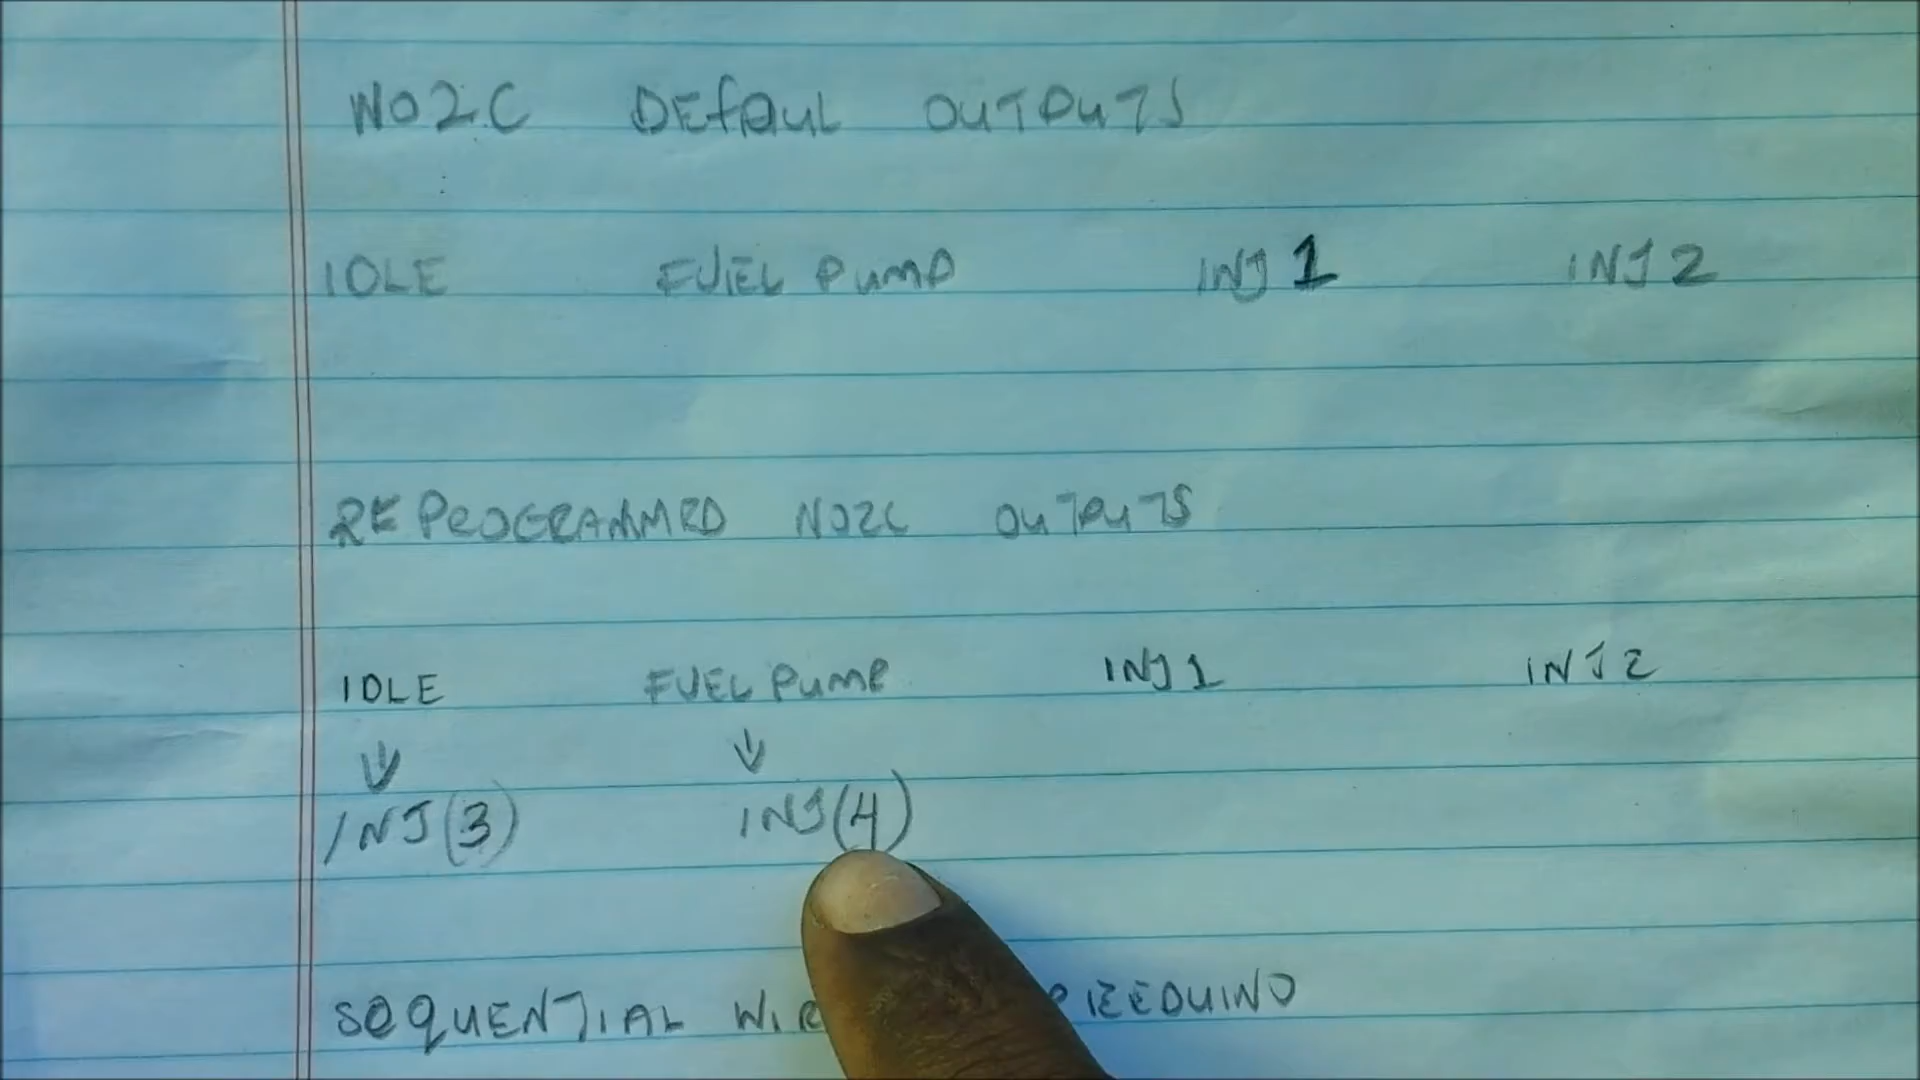 NO2C DEFAUL OUTPUTS
IDLE FUEL PUMP INJ 1 INJ 2
REPROGRAMMED NO2C OUTPUTS
IDLE FUEL PUMP INJ 1 INJ 2
↓ ↓
INJ(3) INJ(4)
SEQUENTIAL